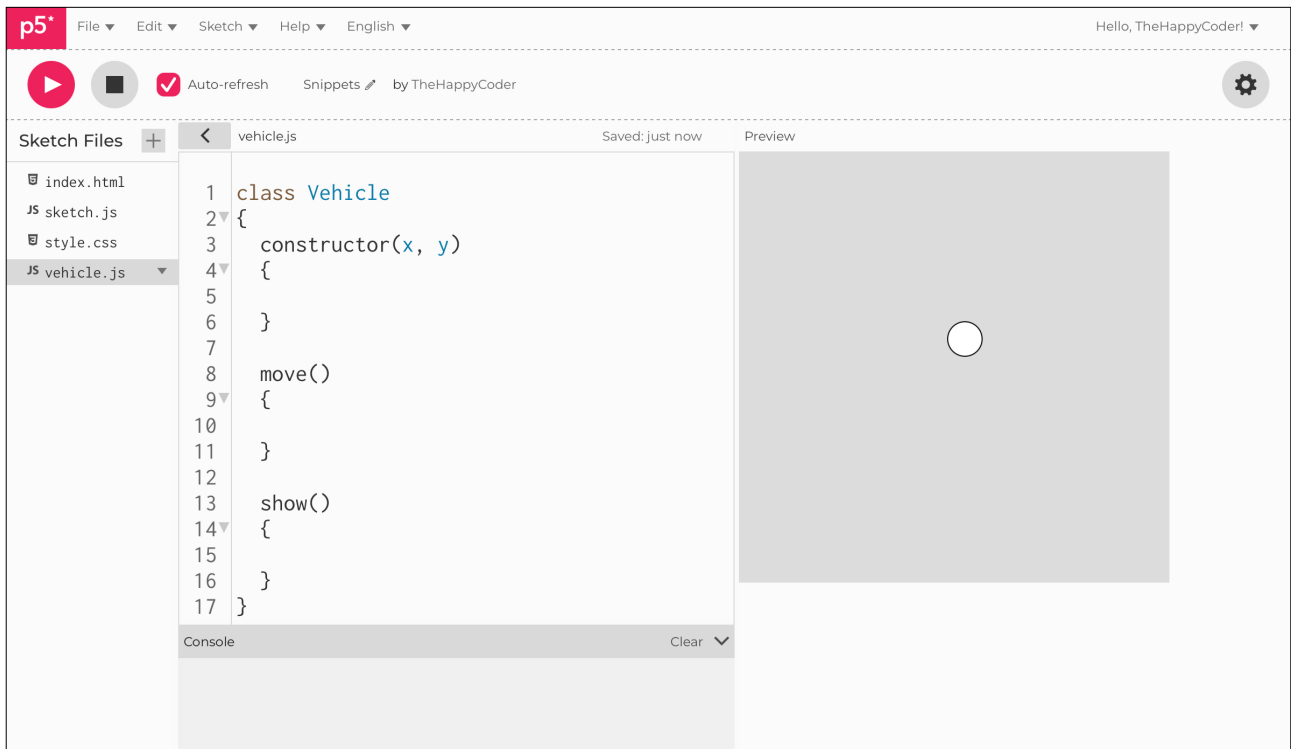 p5* File Edit Sketch Help English Hello, TheHappyCoder!
Auto-refresh Snippets by TheHappyCoder
Sketch Files + vehicle.js Saved: just now Preview
index.html
JS sketch.js
style.css
JS vehicle.js
1 class Vehicle
2 {
3 constructor(x, y)
4 {
5
6 }
7
8 move()
9 {
10
11 }
12
13 show()
14 {
15
16 }
17 }
Console Clear